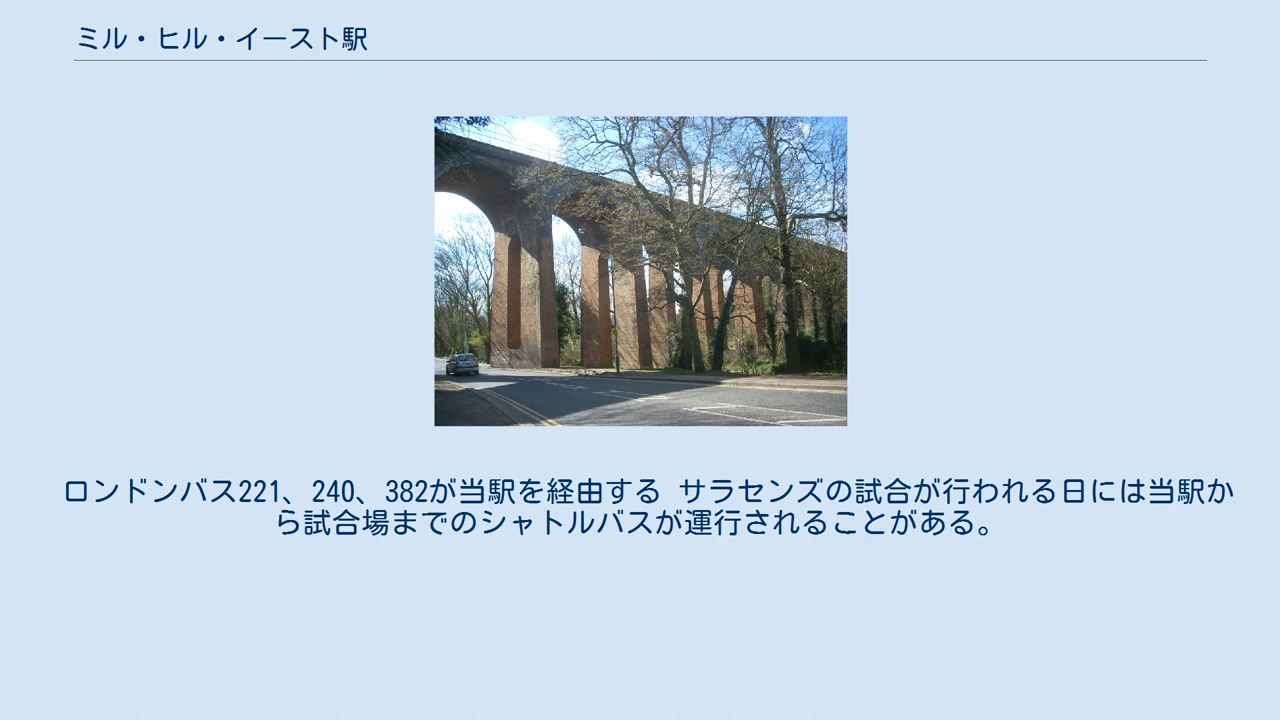 ミル・ヒル・イースト駅
ロンドンバス221、240、382が当駅を経由する サラセンズの試合が行われる日には当駅か
ら試合場までのシャトルバスが運行されることがある。